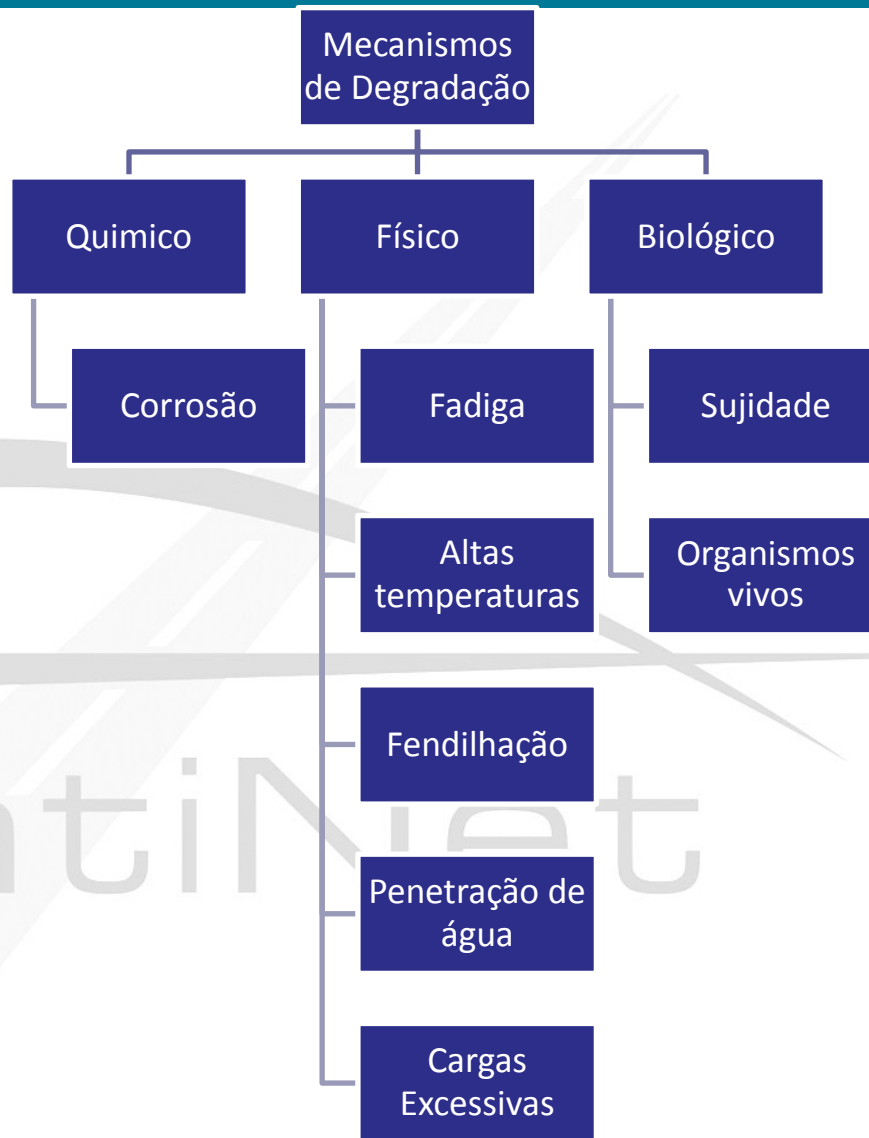 Mecanismos
de Degradação
Quimico
Físico
Biológico
Corrosão
Fadiga
Sujidade
Altas
temperaturas
Organismos
vivos
Fendilhação
ntiNet
Penetração de
água
Cargas
Excessivas